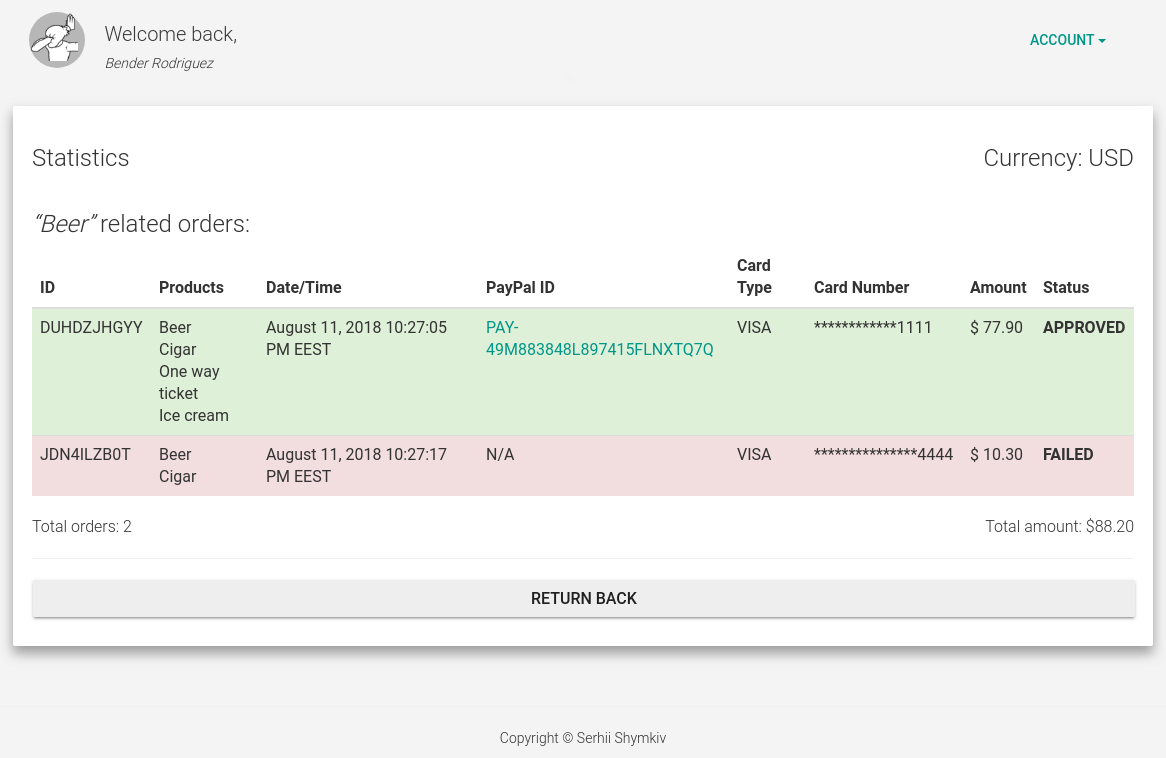 Welcome back,
Bender Rodriguez
ACCOUNT
Statistics
Currency: USD
“Beer” related orders:
ID Products Date/Time PayPal ID Card Type Card Number Amount Status
DUHDZJHGYY Beer August 11, 2018 10:27:05 PAY- VISA ************1111 $ 77.90 APPROVED
Cigar PM EEST 49M883848L897415FLNXTQ7Q
One way
ticket
Ice cream
JDN4ILZB0T Beer August 11, 2018 10:27:17 N/A VISA ***************4444 $ 10.30 FAILED
Cigar PM EEST
Total orders: 2
Total amount: $88.20
RETURN BACK
Copyright © Serhii Shymkiv